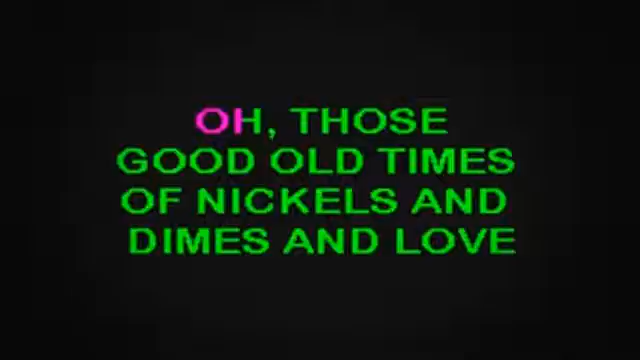 OH, THOSE
GOOD OLD TIMES
OF NICKELS AND
DIMES AND LOVE